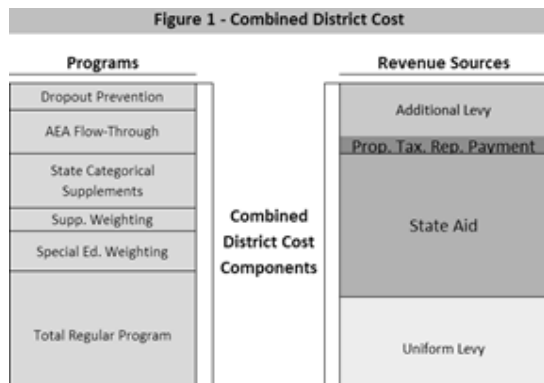 Figure 1 - Combined District Cost
Programs
Dropout Prevention
AEA Flow-Through
State Categorical
Supplements
Supp. Weighting
Special Ed. Weighting
Total Regular Program
Combined
District Cost
Components
Revenue Sources
Additional Levy
Prop. Tax. Rep. Payment
State Aid
Uniform Levy